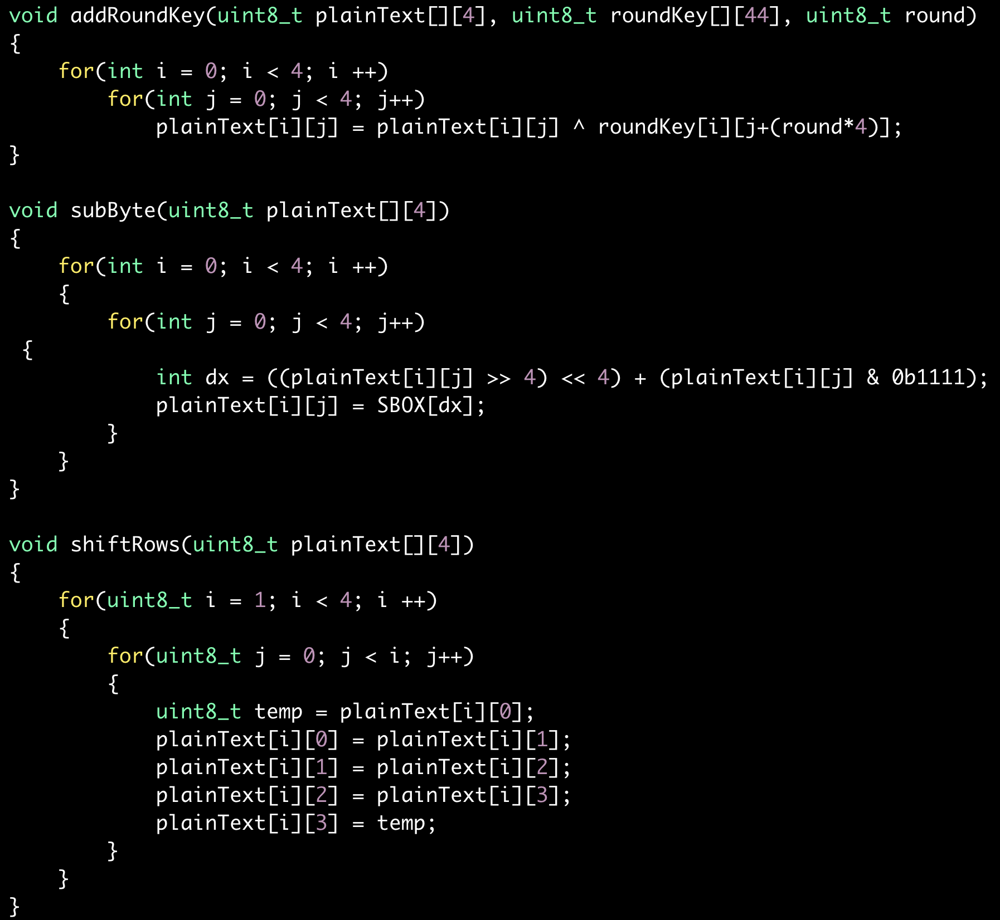 void addRoundKey(uint8_t plainText[][4], uint8_t roundKey[][44], uint8_t round)
{
    for(int i = 0; i < 4; i ++)
        for(int j = 0; j < 4; j++)
            plainText[i][j] = plainText[i][j] ^ roundKey[i][j+(round*4)];
}

void subByte(uint8_t plainText[][4])
{
    for(int i = 0; i < 4; i ++)
    {
        for(int j = 0; j < 4; j++)
 {
            int dx = ((plainText[i][j] >> 4) << 4) + (plainText[i][j] & 0b1111);
            plainText[i][j] = SBOX[dx];
        }
    }
}

void shiftRows(uint8_t plainText[][4])
{
    for(uint8_t i = 1; i < 4; i ++)
    {
        for(uint8_t j = 0; j < i; j++)
        {
            uint8_t temp = plainText[i][0];
            plainText[i][0] = plainText[i][1];
            plainText[i][1] = plainText[i][2];
            plainText[i][2] = plainText[i][3];
            plainText[i][3] = temp;
        }
    }
}